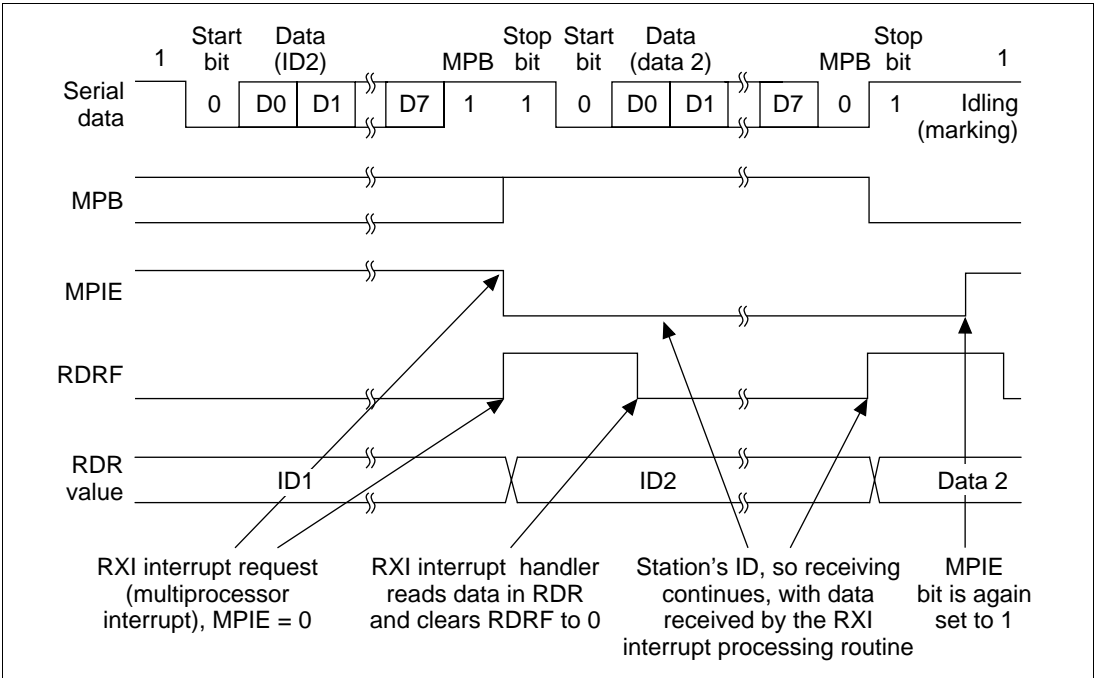 1 Start bit Data (ID2) MPB Stop bit Start bit Data (data 2) MPB Stop bit 1
Serial data 0 D0 D1 D7 1 1 0 D0 D1 D7 0 1 Idling (marking)
MPB
MPIE
RDRF
RDR value ID1 ID2 Data 2
RXI interrupt request
(multiprocessor
interrupt), MPIE = 0
RXI interrupt handler
reads data in RDR
and clears RDRF to 0
Station's ID, so receiving
continues, with data
received by the RXI
interrupt processing routine
MPIE
bit is again
set to 1